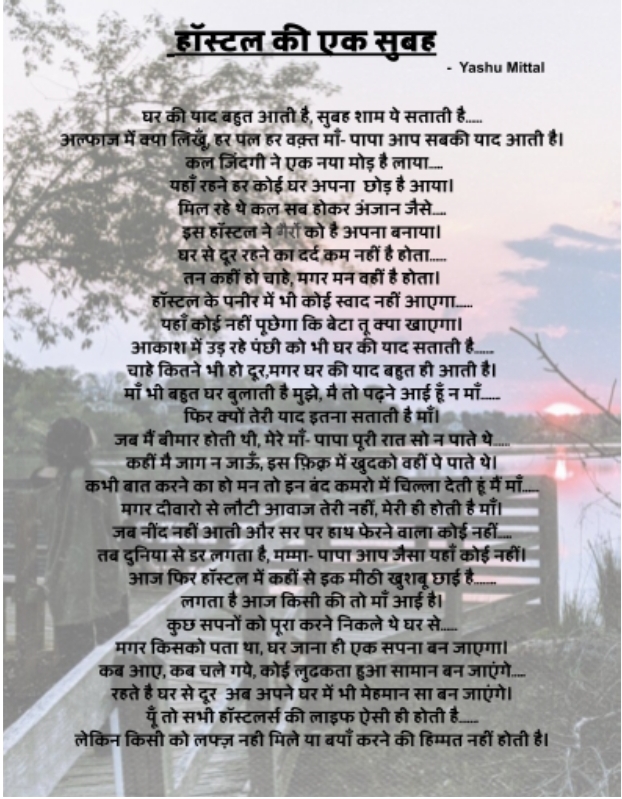 हॉस्टल की एक सुबह
- Yashu Mittal
घर की याद बहुत आती है, सुबह शाम ये सताती है.....
अल्फाज में क्या लिखूँ, हर पल हर वक़्त माँ- पापा आप सबकी याद आती है।
कल जिंदगी ने एक नया मोड़ है लाया....
यहाँ रहने हर कोई घर अपना छोड़ है आया।
मिल रहे थे कल सब होकर अंजान जैसे....
इस हॉस्टल ने गैरों को है अपना बनाया।
घर से दूर रहने का दर्द कम नहीं है होता.....
तन कहीं हो चाहे, मगर मन वहीं है होता।
हॉस्टल के पनीर में भी कोई स्वाद नहीं आएगा.....
यहाँ कोई नहीं पूछेगा कि बेटा तू क्या खाएगा।
आकाश में उड़ रहे पंछी को भी घर की याद सताती है......
चाहे कितने भी हो दूर,मगर घर की याद बहुत ही आती है।
माँ भी बहुत घर बुलाती है मुझे, मै तो पढ़ने आई हूँ न माँ.....
फिर क्यों तेरी याद इतना सताती है माँ।
जब मैं बीमार होती थी, मेरे माँ- पापा पूरी रात सो न पाते थे.....
कहीं मै जाग न जाऊँ, इस फ़िक्र में खुदको वहीं पे पाते थे।
कभी बात करने का हो मन तो इन बंद कमरो में चिल्ला देती हूं मैं माँ.....
मगर दीवारो से लौटी आवाज तेरी नहीं, मेरी ही होती है माँ।
जब नींद नहीं आती और सर पर हाथ फेरने वाला कोई नहीं....
तब दुनिया से डर लगता है, मम्मा- पापा आप जैसा यहाँ कोई नहीं।
आज फिर हॉस्टल में कहीं से इक मीठी खुशबू छाई है.......
लगता है आज किसी की तो माँ आई है।
कुछ सपनों को पूरा करने निकले थे घर से.....
मगर किसको पता था, घर जाना ही एक सपना बन जाएगा।
कब आए, कब चले गये, कोई लुढकता हुआ सामान बन जाएंगे....
रहते है घर से दूर अब अपने घर में भी मेहमान सा बन जाएंगे।
यूँ तो सभी हॉस्टलर्स की लाइफ ऐसी ही होती है......
लेकिन किसी को लफ्ज़ नही मिले या बयाँ करने की हिम्मत नहीं होती है।